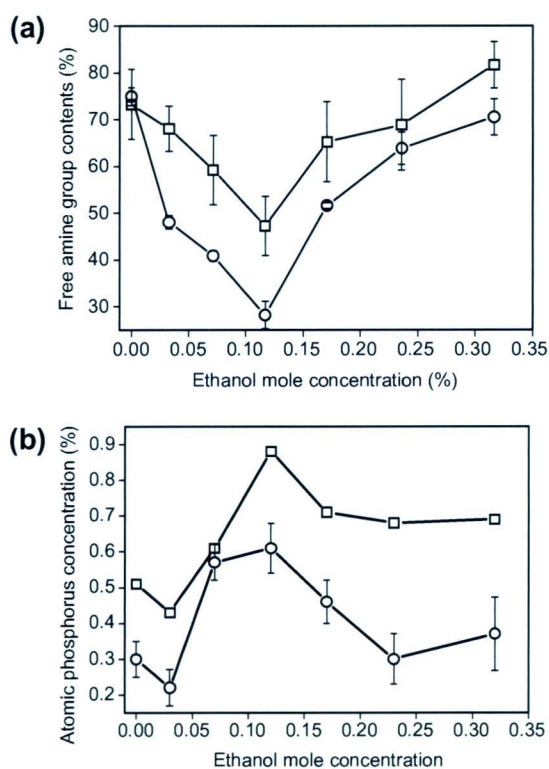 (a)
Free amine group contents (%)
90
80
70
60
50
40
30
0.00 0.05 0.10 0.15 0.20 0.25 0.30 0.35
Ethanol mole concentration (%)
(b)
Atomic phosphorus concentration (%)
0.9
0.8
0.7
0.6
0.5
0.4
0.3
0.2
0.00 0.05 0.10 0.15 0.20 0.25 0.30 0.35
Ethanol mole concentration